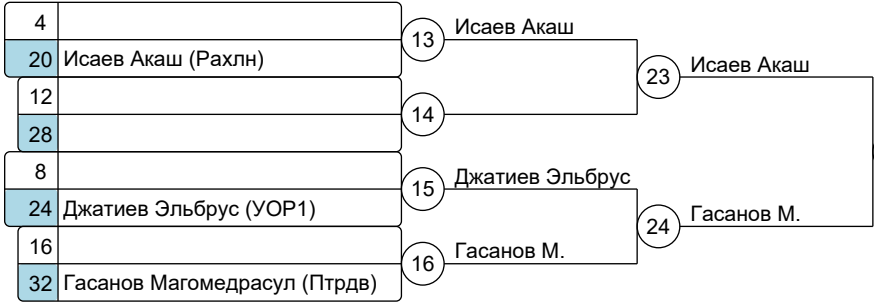 4
20 Исаев Акаш (Рахлн)
13 Исаев Акаш
12
28
14
23 Исаев Акаш
8
24 Джатиев Эльбрус (УОР1)
15 Джатиев Эльбрус
16
32 Гасанов Магомедрасул (Птрдв)
16 Гасанов М.
24 Гасанов М.